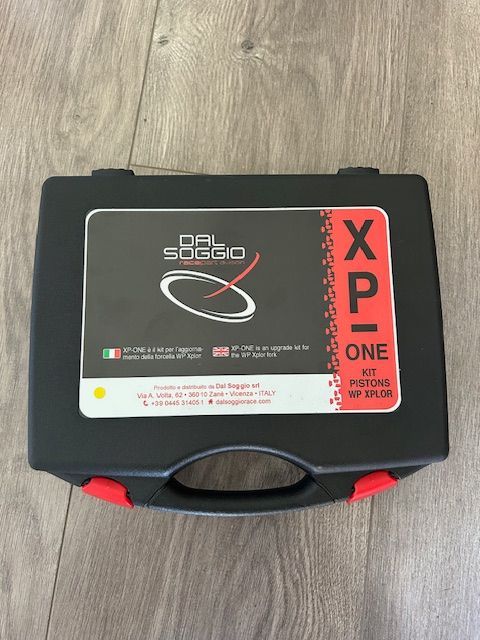 DAL
SOGGIO
racepart division
XP-ONE è il kit per l'aggiorna-
mento della forcella WP Xplor
XP-ONE is an upgrade kit for
the WP Xplor fork
Prodotto e distribuito da Dal Soggio srl
Via A. Volta, 62 • 36010 Zanè • Vicenza • ITALY
+39 0445 314051 dalsoggiorace.com
XP-
ONE
KIT
PISTONS
WP XPLOR